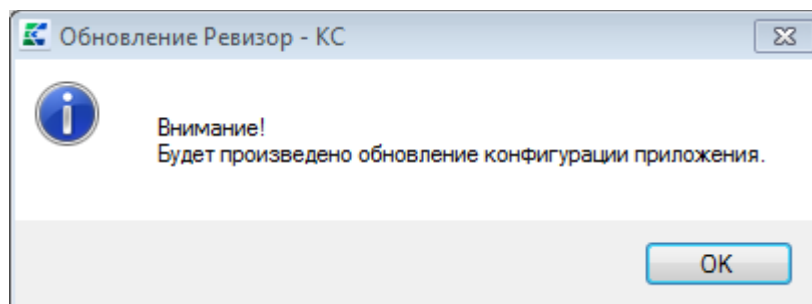 Обновление Ревизор - КС
Внимание!
Будет произведено обновление конфигурации приложения.
OK